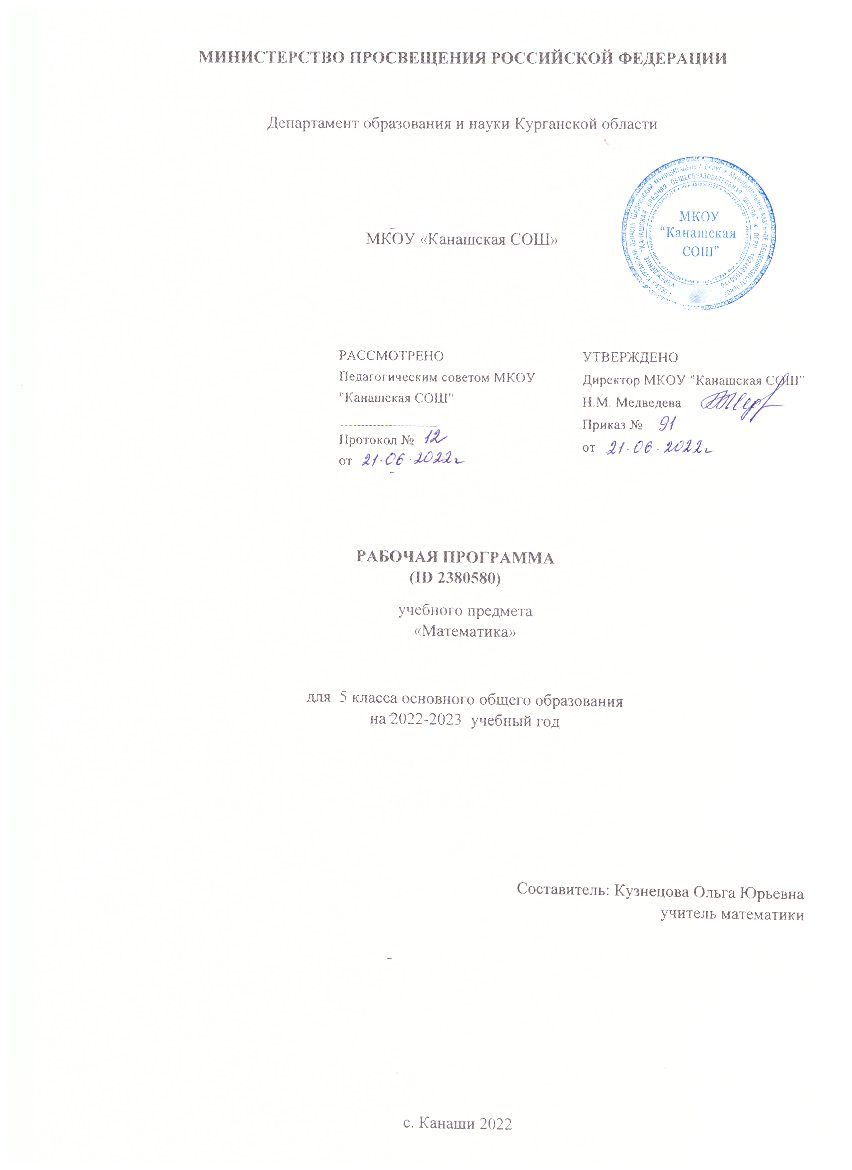 МИНИСТЕРСТВО ПРОСВЕЩЕНИЯ РОССИЙСКОЙ ФЕДЕРАЦИИ
Департамент образования и науки Курганской области
МКОУ «Канашская СОШ»
МКОУ
"Канашская
СОШ"
РАССМОТРЕНО
Педагогическим советом МКОУ
"Канашская СОШ"
Протокол № 12
от 21.06.2022г
УТВЕРЖДЕНО
Директор МКОУ "Канашская СОШ"
Н.М. Медведева
Приказ № 91
от 21.06.2022г
РАБОЧАЯ ПРОГРАММА
(ID 2380580)
учебного предмета
«Математика»
для 5 класса основного общего образования
на 2022-2023 учебный год
Составитель: Кузнецова Ольга Юрьевна
учитель математики
с. Канаши 2022